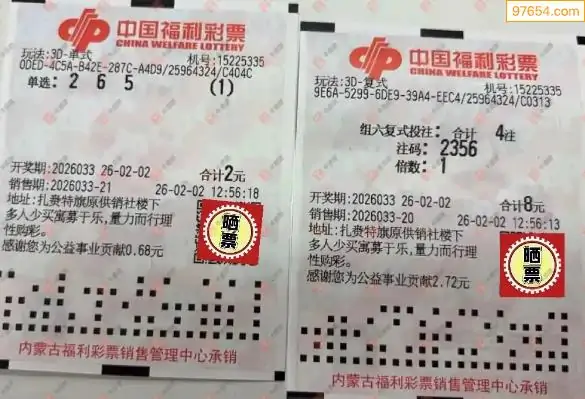 97654.com
中国福利彩票
CHINA WELFARE LOTTERY
玩法:3D-单式 机号:15225335
0DED-4C5A-B42E-287C-A4D9/25964324/C404C
单选: 2 6 5 (1)
开奖期:2026033 26-02-02 合计2元
销售期:2026033-21 26-02-02 12:56:18
地址:扎赉特旗原供销社楼下
多人少买寓募于乐,量力而行理
性购彩。
感谢您为公益事业贡献0.68元
晒票
内蒙古福利彩票销售管理中心承销
中国福利彩票
CHINA WELFARE LOTTERY
玩法:3D-复式 机号:15225335
9E6A-5299-6DE9-39A4-EEC4/25964324/C0313
组六复式投注: 合计 4注
注码: 2356
倍数: 1
开奖期:2026033 26-02-02 合计8元
销售期:2026033-20 26-02-02 12:56:13
地址:扎赉特旗原供销社楼下
多人少买寓募于乐,量力而行理
性购彩。
感谢您为公益事业贡献2.72元
晒票
内蒙古福利彩票销售管理中心承销